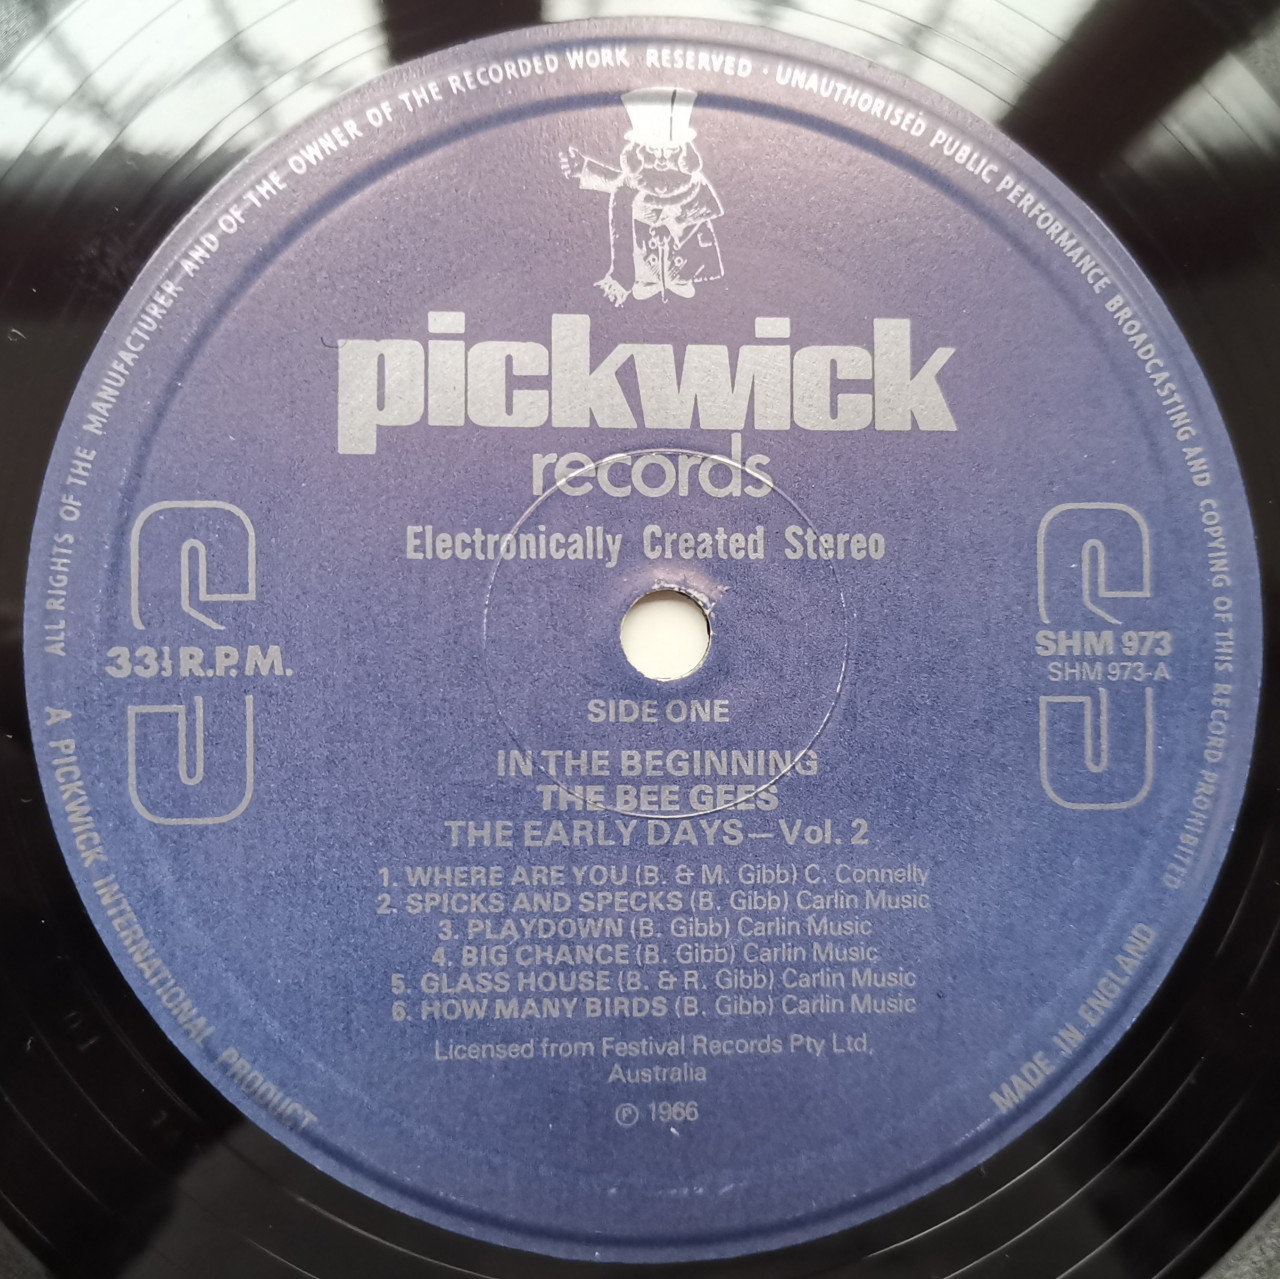 ALL RIGHTS OF THE MANUFACTURER AND OF THE OWNER OF THE RECORDED WORK RESERVED · UNAUTHORISED PUBLIC PERFORMANCE BROADCASTING AND COPYING OF THIS RECORD PROHIBITED
pickwick
records
Electronically Created Stereo
S
S
33⅓ R.P.M.
SHM 973
SHM 973-A
SIDE ONE
IN THE BEGINNING
THE BEE GEES
THE EARLY DAYS—Vol. 2
1. WHERE ARE YOU (B. & M. Gibb) C. Connelly
2. SPICKS AND SPECKS (B. Gibb) Carlin Music
3. PLAYDOWN (B. Gibb) Carlin Music
4. BIG CHANCE (B. Gibb) Carlin Music
5. GLASS HOUSE (B. & R. Gibb) Carlin Music
6. HOW MANY BIRDS (B. Gibb) Carlin Music
Licensed from Festival Records Pty Ltd,
Australia
℗ 1966
A PICKWICK INTERNATIONAL PRODUCT
MADE IN ENGLAND